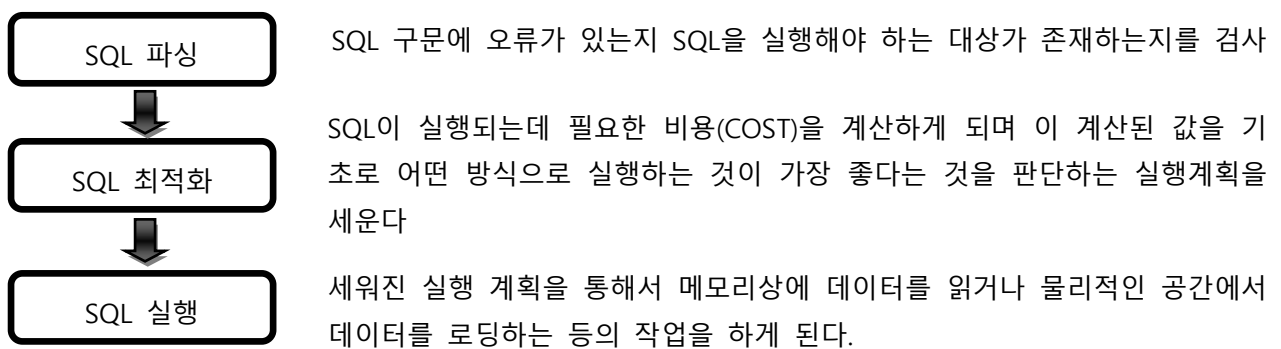 SQL 파싱
SQL 구문에 오류가 있는지 SQL을 실행해야 하는 대상가 존재하는지를 검사
SQL 최적화
SQL이 실행되는데 필요한 비용(COST)을 계산하게 되며 이 계산된 값을 기
초로 어떤 방식으로 실행하는 것이 가장 좋다는 것을 판단하는 실행계획을
세운다
SQL 실행
세워진 실행 계획을 통해서 메모리상에 데이터를 읽거나 물리적인 공간에서
데이터를 로딩하는 등의 작업을 하게 된다.